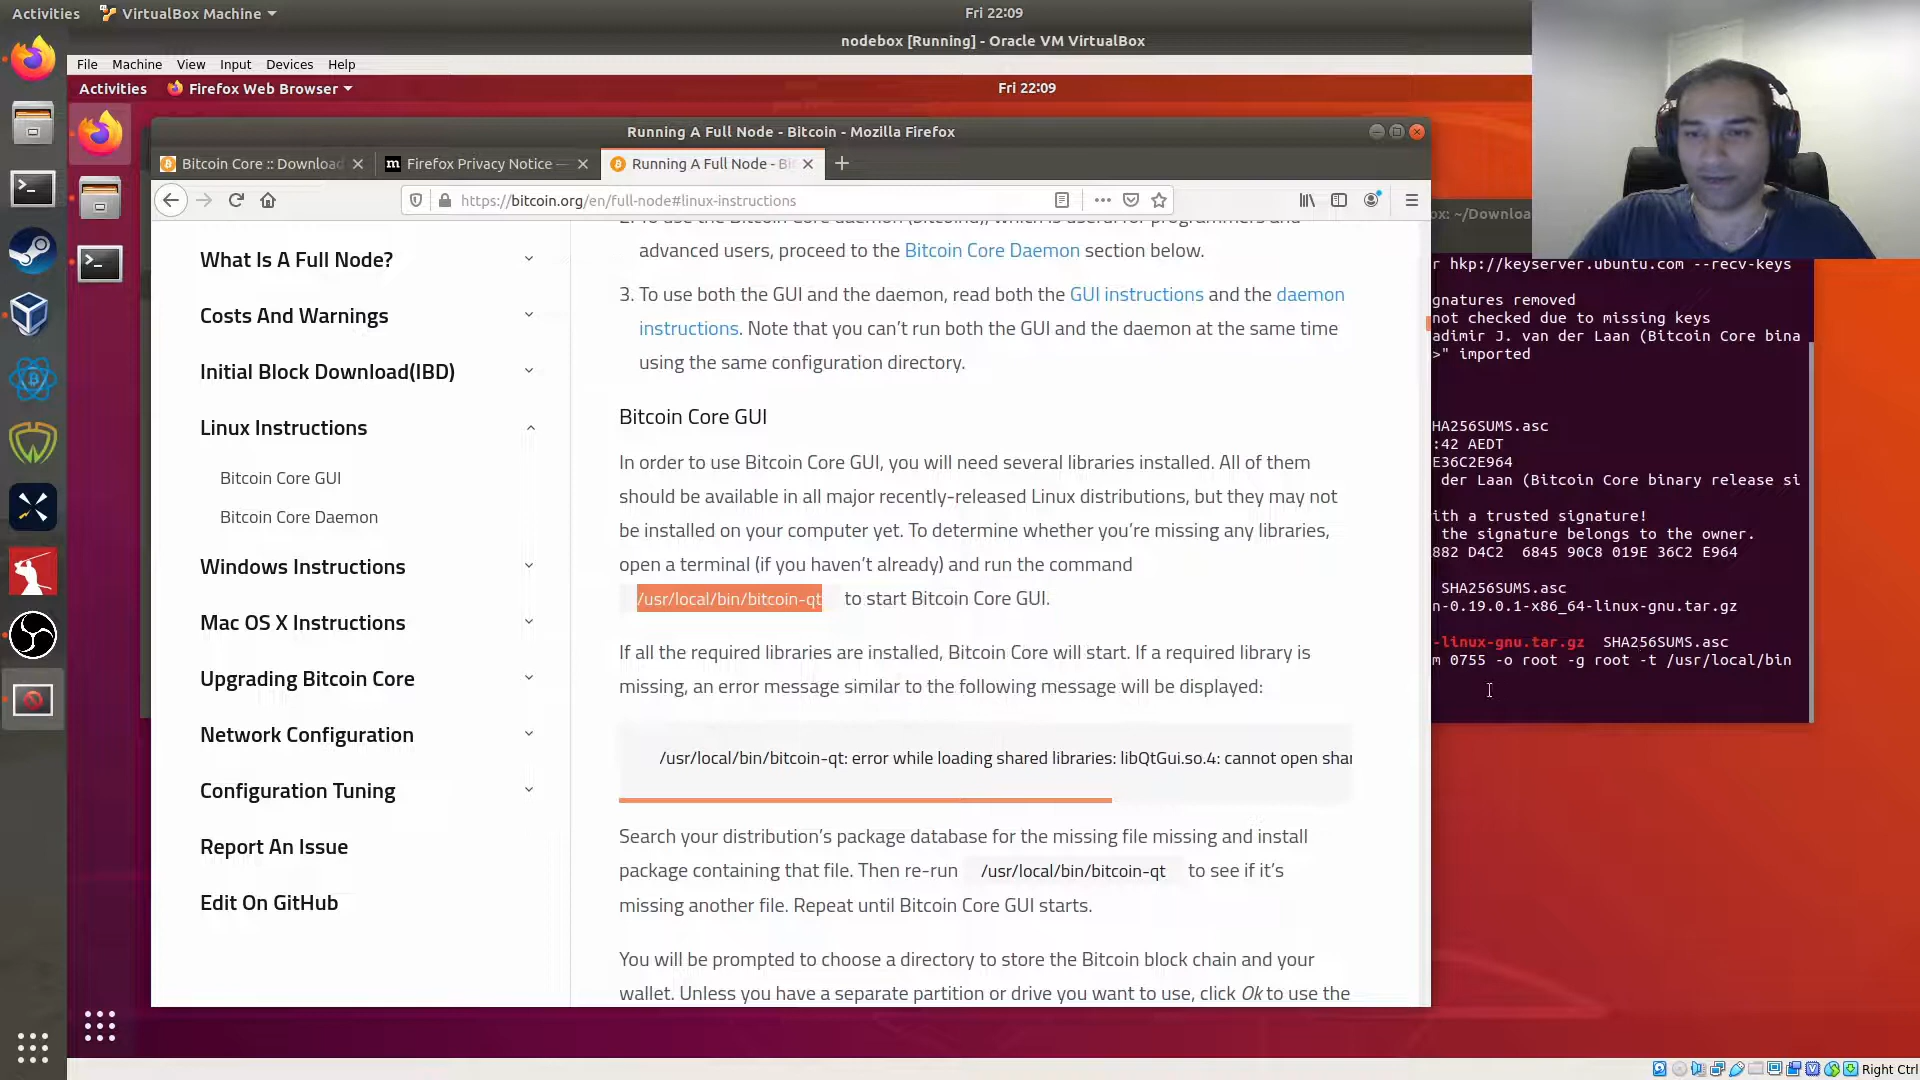 Activities
VirtualBox Machine
Fri 22:09
nodebox [Running] - Oracle VM VirtualBox
File Machine View Input Devices Help
Activities
Firefox Web Browser
Fri 22:09
Running A Full Node - Bitcoin - Mozilla Firefox
Bitcoin Core :: Download
Firefox Privacy Notice —
Running A Full Node - Bi
https://bitcoin.org/en/full-node#linux-instructions
What Is A Full Node?
Costs And Warnings
Initial Block Download(IBD)
Linux Instructions
Bitcoin Core GUI
Bitcoin Core Daemon
Windows Instructions
Mac OS X Instructions
Upgrading Bitcoin Core
Network Configuration
Configuration Tuning
Report An Issue
Edit On GitHub
2. To use the Bitcoin Core daemon (bitcoind), which is useful for programmers and
advanced users, proceed to the Bitcoin Core Daemon section below.
3. To use both the GUI and the daemon, read both the GUI instructions and the daemon
instructions. Note that you can’t run both the GUI and the daemon at the same time
using the same configuration directory.
Bitcoin Core GUI
In order to use Bitcoin Core GUI, you will need several libraries installed. All of them
should be available in all major recently-released Linux distributions, but they may not
be installed on your computer yet. To determine whether you’re missing any libraries,
open a terminal (if you haven’t already) and run the command
/usr/local/bin/bitcoin-qt to start Bitcoin Core GUI.
If all the required libraries are installed, Bitcoin Core will start. If a required library is
missing, an error message similar to the following message will be displayed:
/usr/local/bin/bitcoin-qt: error while loading shared libraries: libQtGui.so.4: cannot open shar
Search your distribution’s package database for the missing file missing and install
package containing that file. Then re-run /usr/local/bin/bitcoin-qt to see if it’s
missing another file. Repeat until Bitcoin Core GUI starts.
You will be prompted to choose a directory to store the Bitcoin block chain and your
wallet. Unless you have a separate partition or drive you want to use, click Ok to use the
ox: ~/Downloa
r hkp://keyserver.ubuntu.com --recv-keys
gnatures removed
not checked due to missing keys
adimir J. van der Laan (Bitcoin Core bina
>" imported
HA256SUMS.asc
:42 AEDT
E36C2E964
der Laan (Bitcoin Core binary release si
ith a trusted signature!
the signature belongs to the owner.
882 D4C2 6845 90C8 019E 36C2 E964
SHA256SUMS.asc
n-0.19.0.1-x86_64-linux-gnu.tar.gz
-linux-gnu.tar.gz SHA256SUMS.asc
m 0755 -o root -g root -t /usr/local/bin
Right Ctrl